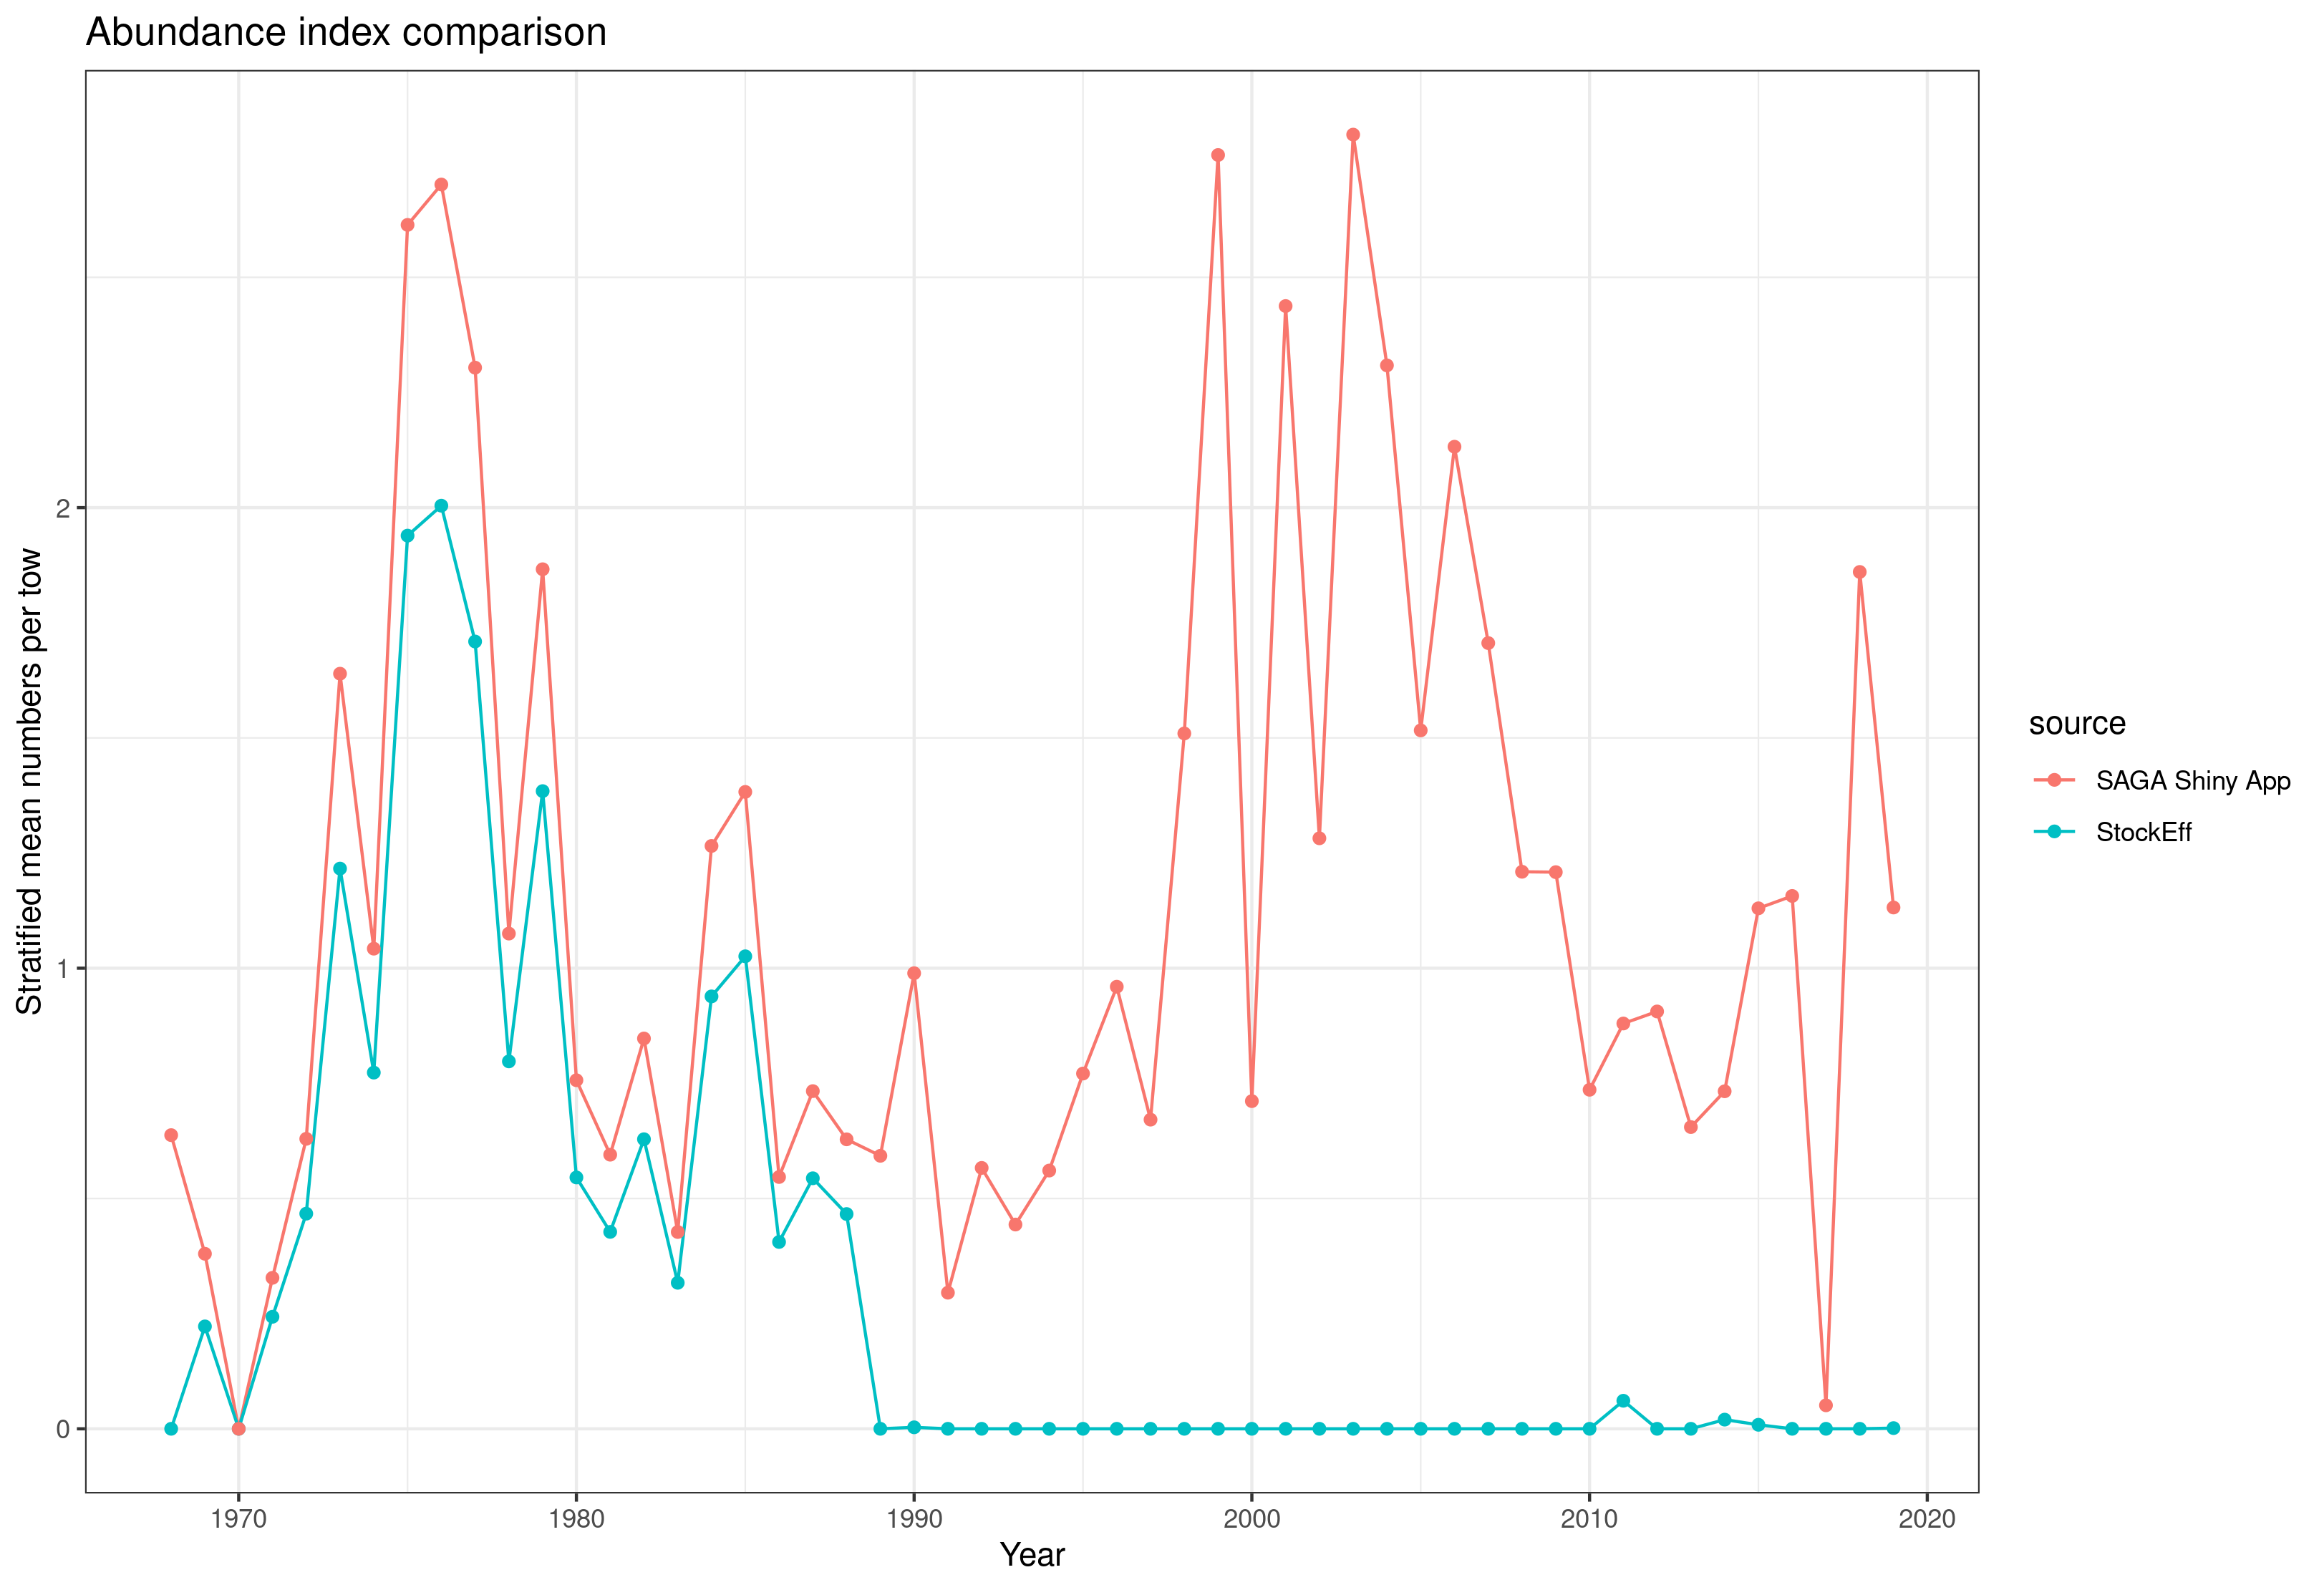 Abundance index comparison
Stratified mean numbers per tow
2
1
0
1970
1980
1990
2000
2010
2020
Year
source
SAGA Shiny App
StockEff